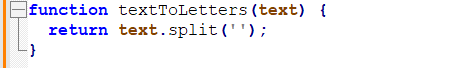 function textToLetters(text) {
  return text.split('');
}